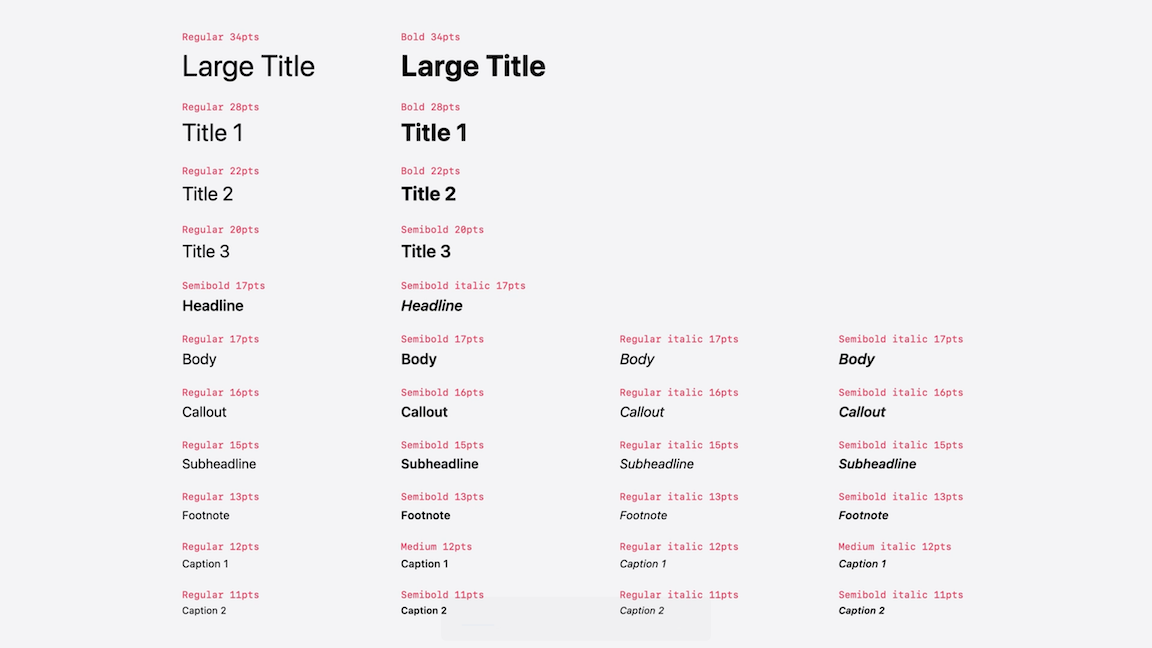 Regular 34pts Bold 34pts
Large Title Large Title
Regular 28pts Bold 28pts
Title 1 Title 1
Regular 22pts Bold 22pts
Title 2 Title 2
Regular 20pts Semibold 20pts
Title 3 Title 3
Semibold 17pts Semibold italic 17pts
Headline Headline
Regular 17pts Semibold 17pts Regular italic 17pts Semibold italic 17pts
Body Body Body Body
Regular 16pts Semibold 16pts Regular italic 16pts Semibold italic 16pts
Callout Callout Callout Callout
Regular 15pts Semibold 15pts Regular italic 15pts Semibold italic 15pts
Subheadline Subheadline Subheadline Subheadline
Regular 13pts Semibold 13pts Regular italic 13pts Semibold italic 13pts
Footnote Footnote Footnote Footnote
Regular 12pts Medium 12pts Regular italic 12pts Medium italic 12pts
Caption 1 Caption 1 Caption 1 Caption 1
Regular 11pts Semibold 11pts Regular italic 11pts Semibold italic 11pts
Caption 2 Caption 2 Caption 2 Caption 2